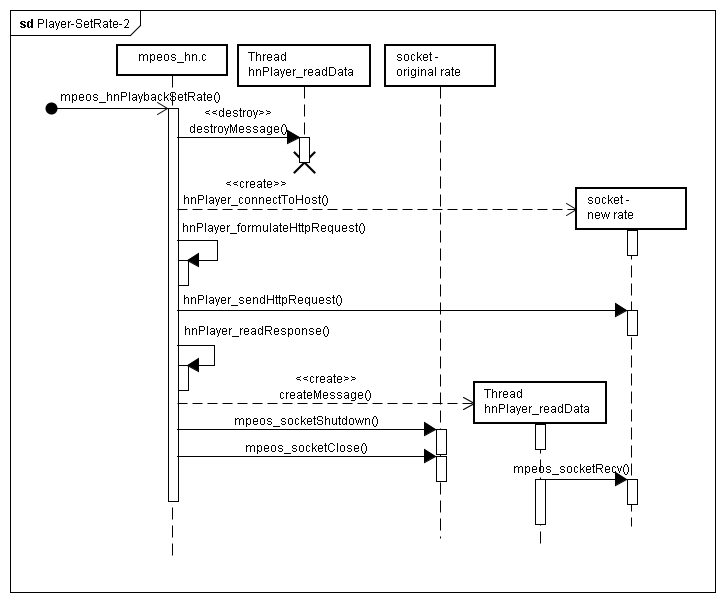 sd Player-SetRate-2
mpeos_hn.c
Thread
hnPlayer_readData
socket -
original rate
mpeos_hnPlaybackSetRate()
<<destroy>>
destroyMessage()
<<create>>
hnPlayer_connectToHost()
socket -
new rate
hnPlayer_formulateHttpRequest()
hnPlayer_sendHttpRequest()
hnPlayer_readResponse()
<<create>>
createMessage()
Thread
hnPlayer_readData
mpeos_socketShutdown()
mpeos_socketClose()
mpeos_socketRecv()